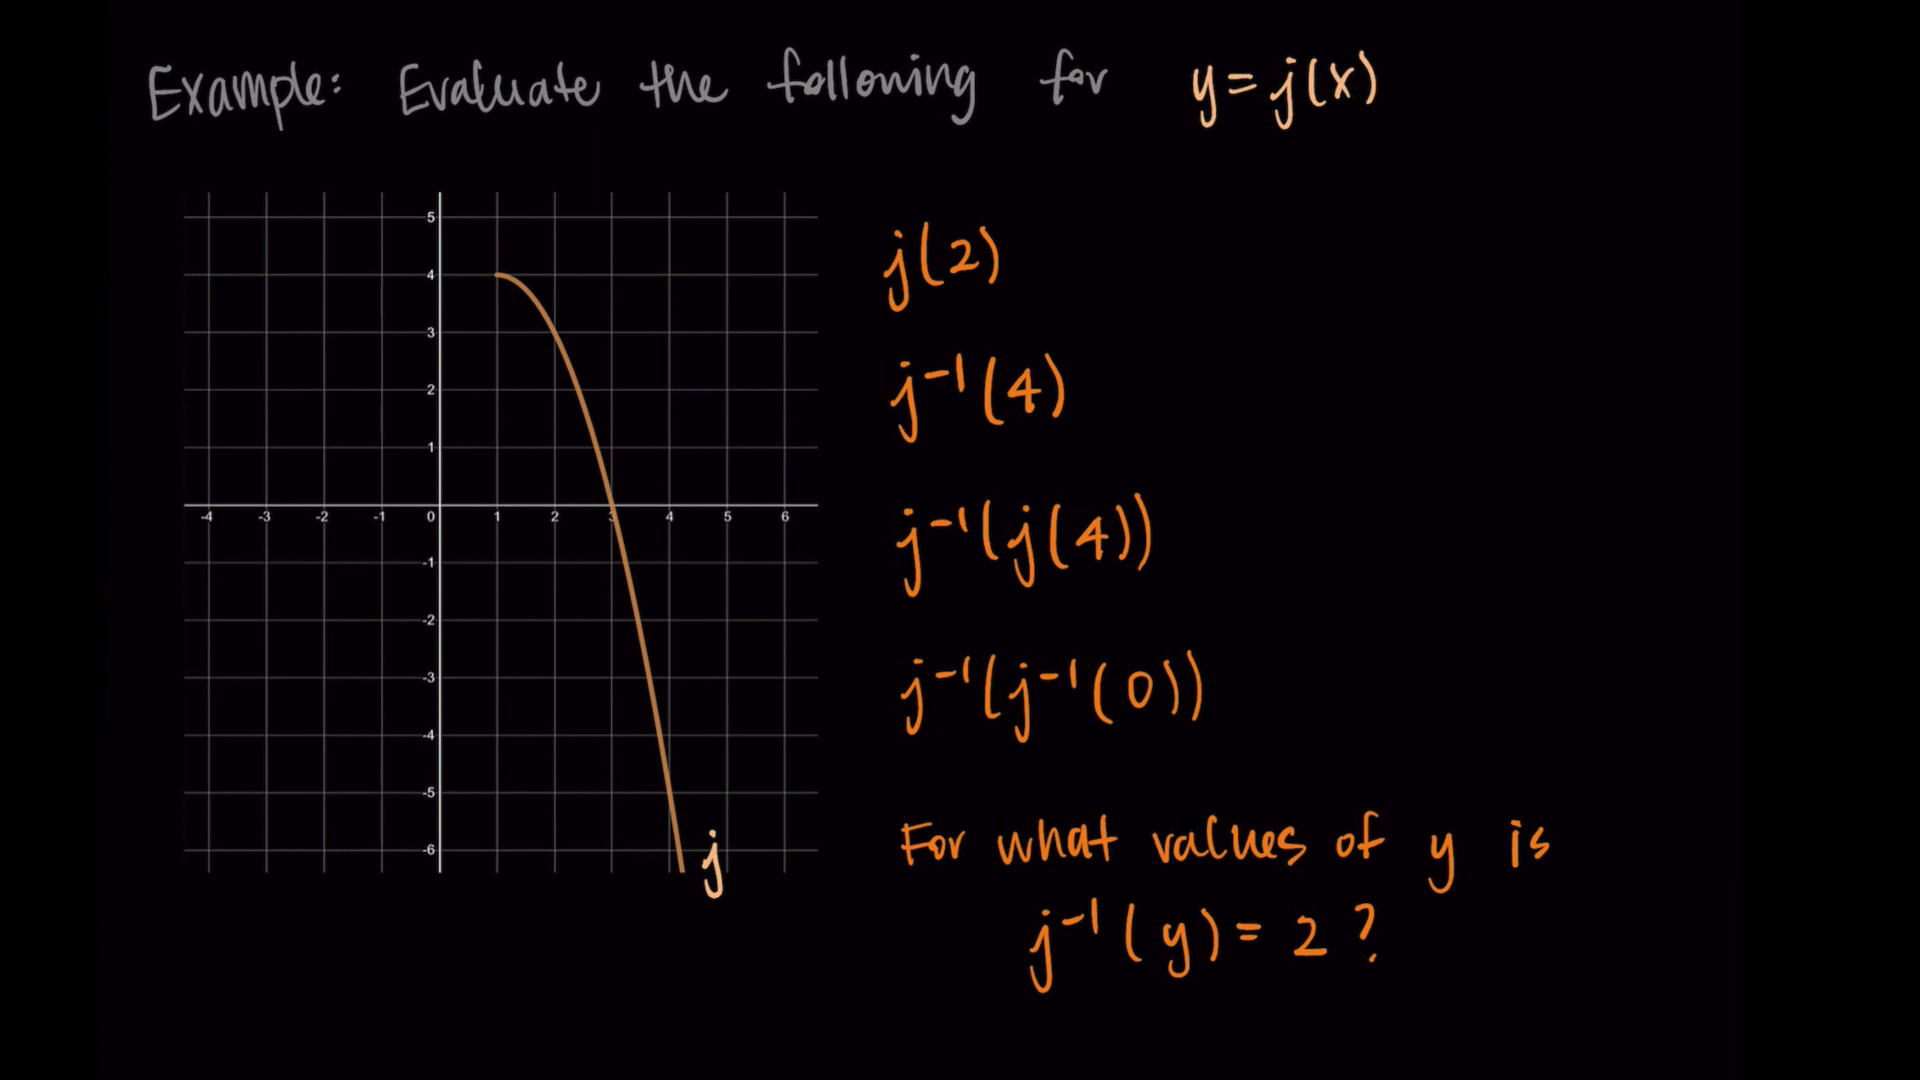 Example: Evaluate the following for y = j(x)
5
4
3
2
1
-4 -3 -2 -1 0 1 2 3 4 5 6
-1
-2
-3
-4
-5
-6
j
j(2)
j⁻¹(4)
j⁻¹(j(4))
j⁻¹(j⁻¹(0))
For what values of y is
j⁻¹(y) = 2 ?